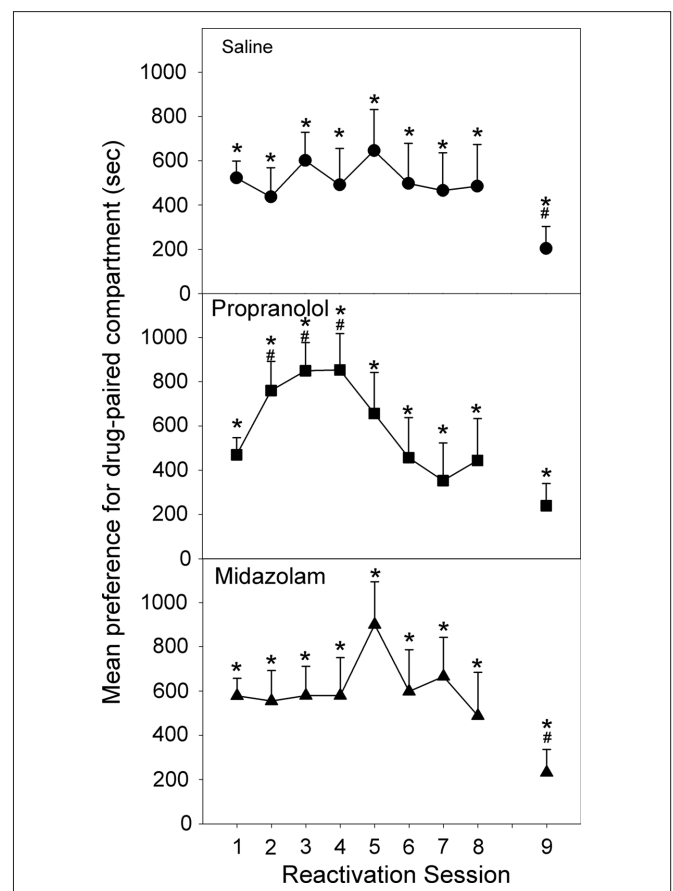 Saline
1000
800
600
400
200
0
* * * * * * * * *
#
Propranolol
1000
800
600
400
200
0
* * * * * * * * *
# # #
Midazolam
1000
800
600
400
200
0
* * * * * * * * *
#
Mean preference for drug-paired compartment (sec)
1 2 3 4 5 6 7 8 9
Reactivation Session